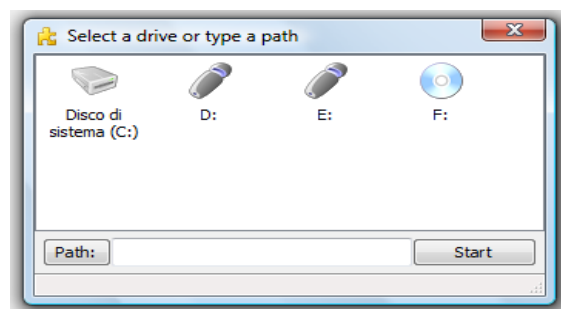 Select a drive or type a path
Disco di
sistema (C:)
D:
E:
F:
Path:
Start